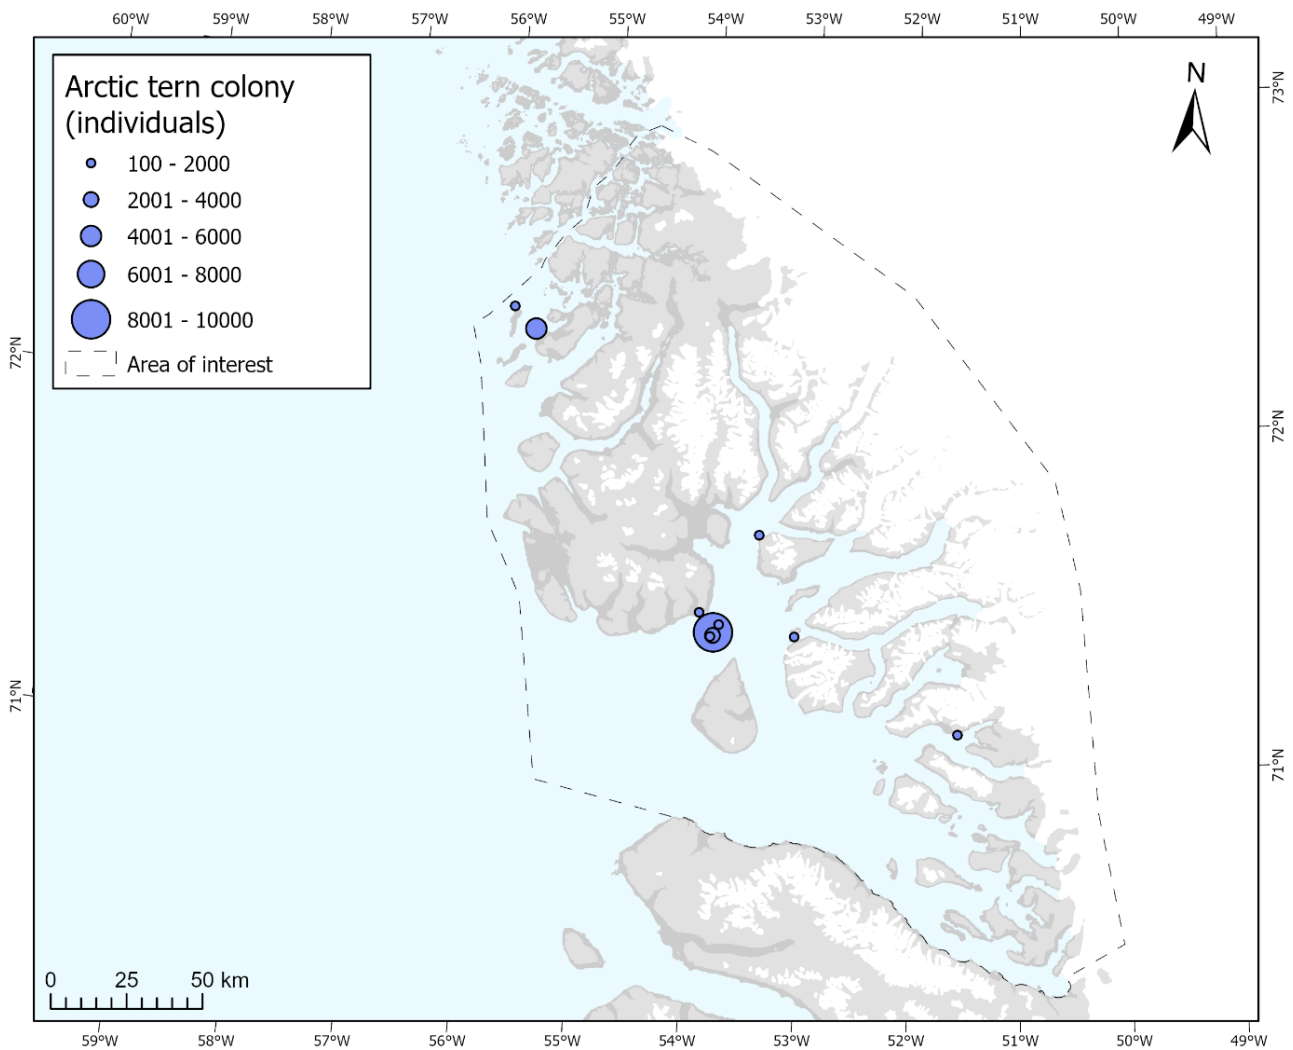 60°W 59°W 58°W 57°W 56°W 55°W 54°W 53°W 52°W 51°W 50°W 49°W
Arctic tern colony
(individuals)
100 - 2000
2001 - 4000
4001 - 6000
6001 - 8000
8001 - 10000
Area of interest
N
73°N
72°N
72°N
71°N
71°N
0 25 50 km
59°W 58°W 57°W 56°W 55°W 54°W 53°W 52°W 51°W 50°W 49°W